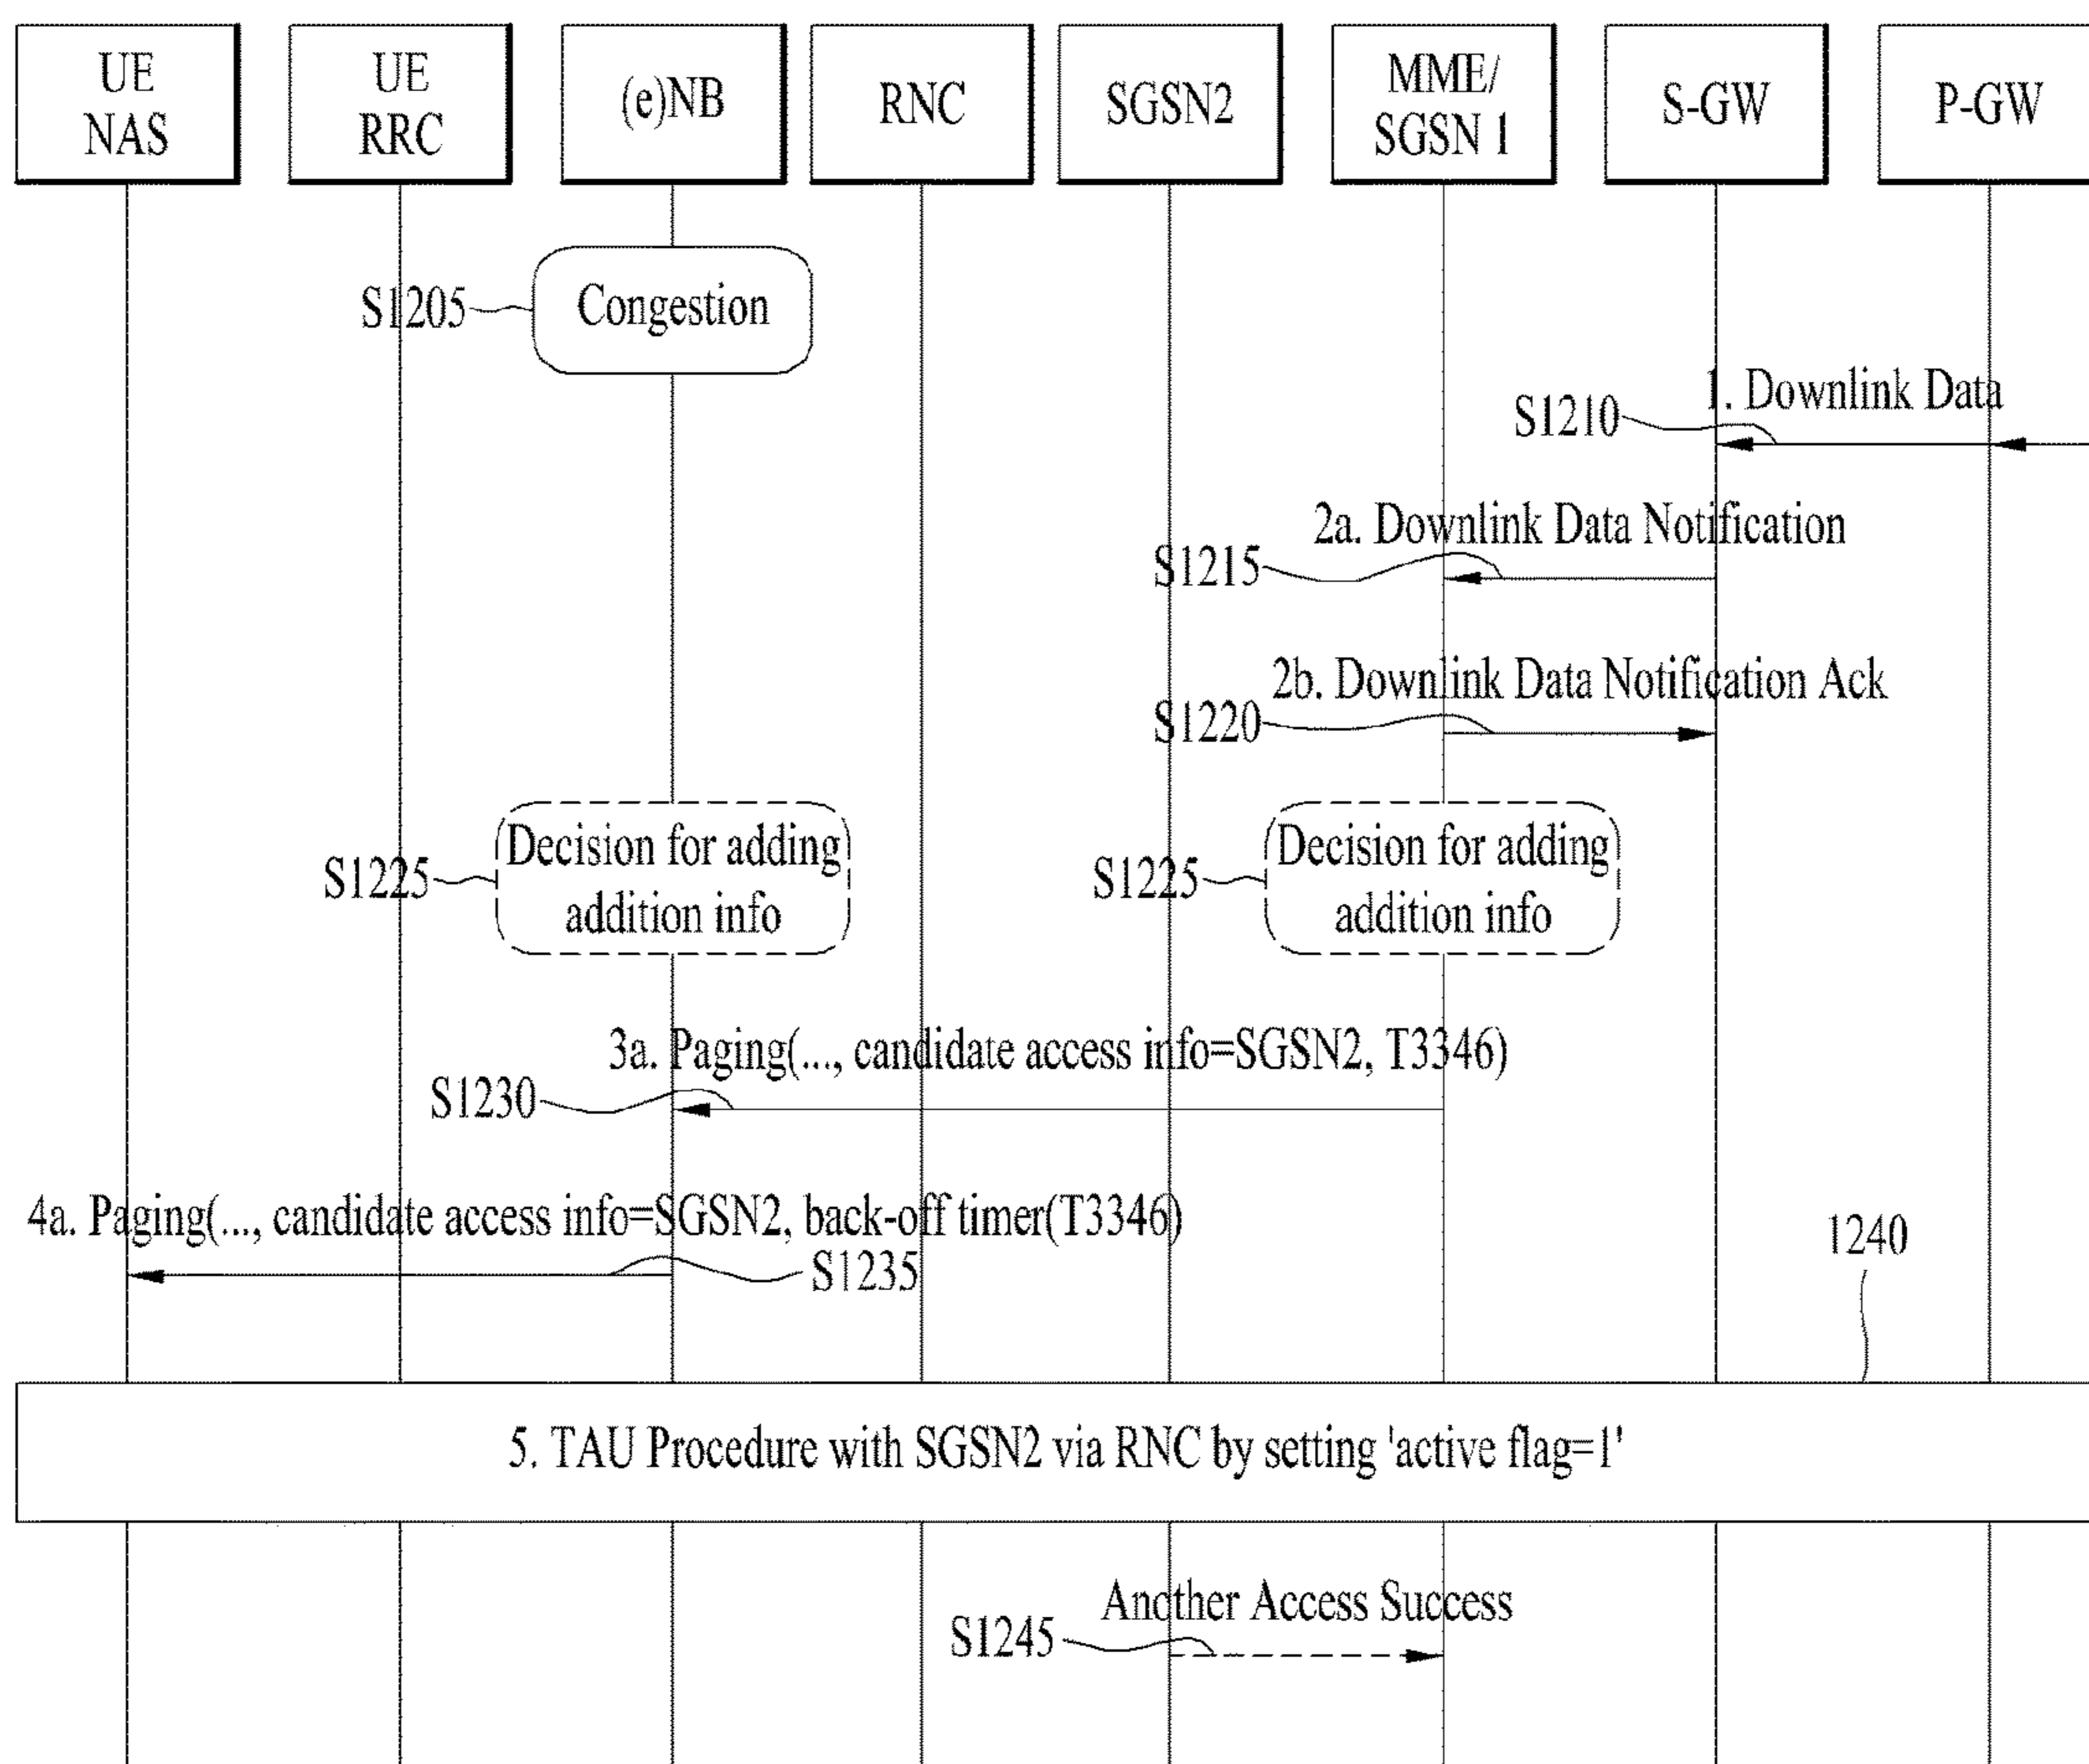 UE
NAS
UE
RRC
(e)NB
RNC
SGSN2
MME/
SGSN 1
S-GW
P-GW
S1205
Congestion
1. Downlink Data
S1210
2a. Downlink Data Notification
S1215
2b. Downlink Data Notification Ack
S1220
S1225
Decision for adding
addition info
S1225
Decision for adding
addition info
3a. Paging(..., candidate access info=SGSN2, T3346)
S1230
4a. Paging(..., candidate access info=SGSN2, back-off timer(T3346)
S1235
1240
5. TAU Procedure with SGSN2 via RNC by setting 'active flag=1'
Another Access Success
S1245